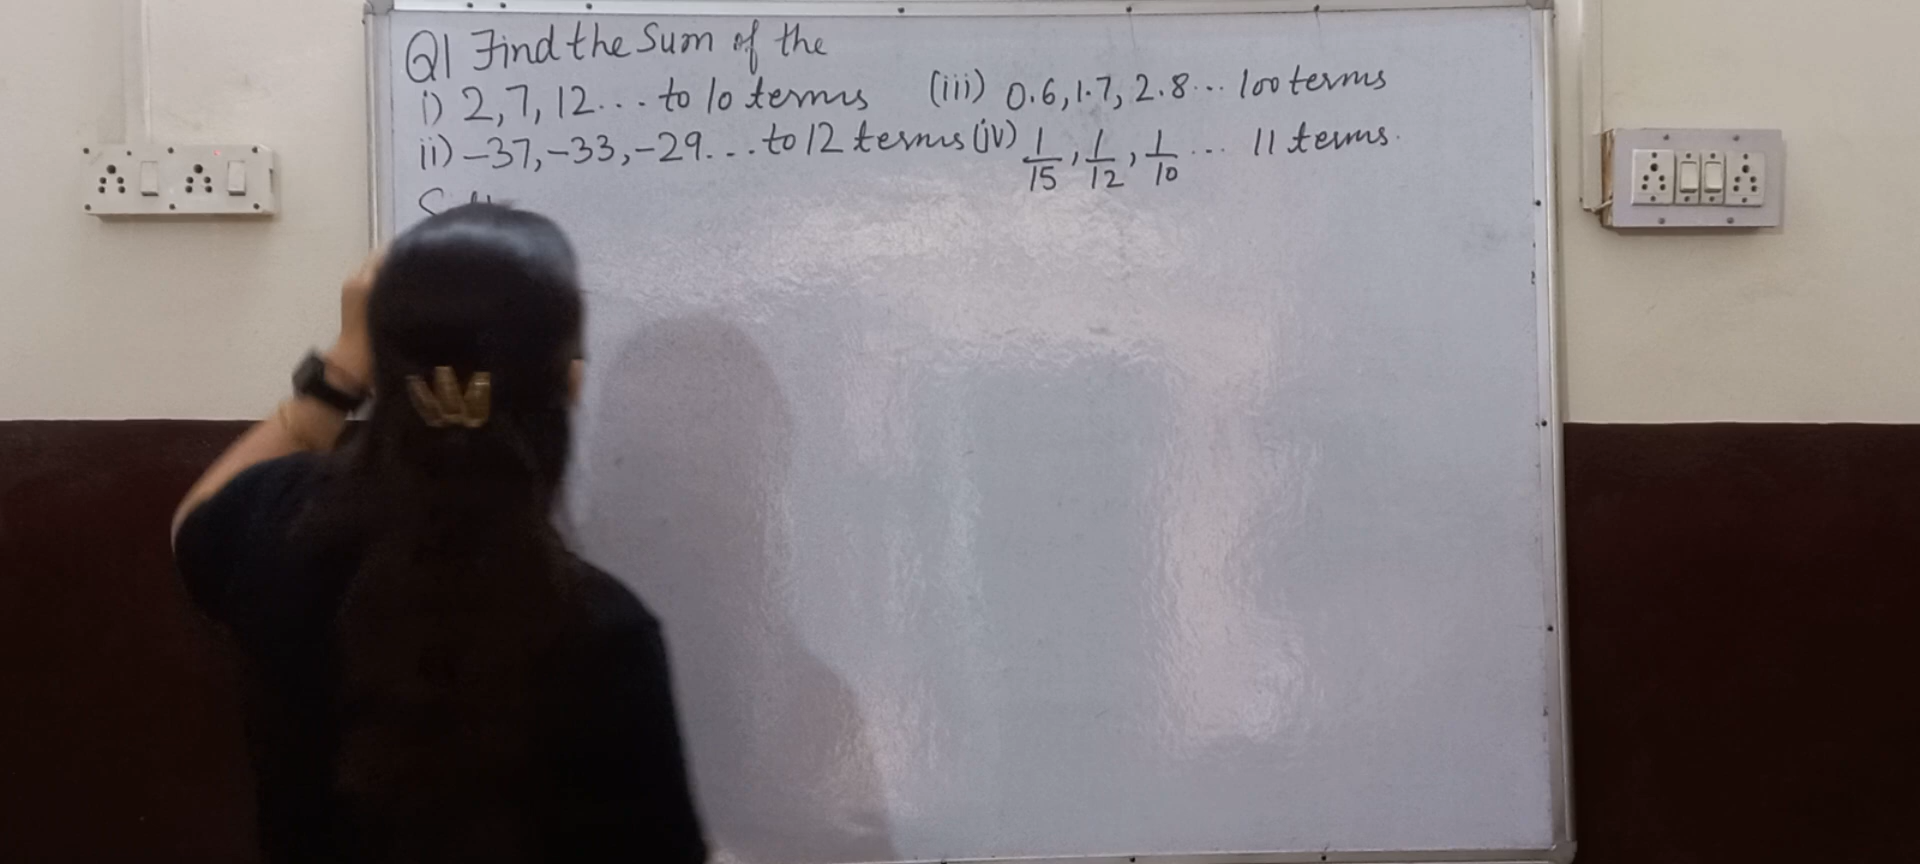 Q1 Find the Sum of the
i) 2, 7, 12... to 10 terms (iii) 0.6, 1.7, 2.8... 100 terms
ii) -37, -33, -29... to 12 terms (iv) 1/15, 1/12, 1/10 ... 11 terms.